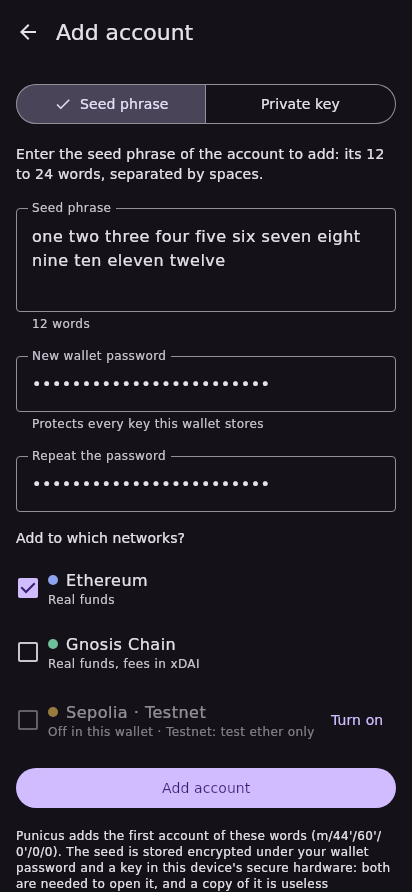 Add account
Seed phrase
Private key
Enter the seed phrase of the account to add: its 12
to 24 words, separated by spaces.
Seed phrase
one two three four five six seven eight
nine ten eleven twelve
12 words
New wallet password
••••••••••••••••••••••••
Protects every key this wallet stores
Repeat the password
••••••••••••••••••••••••
Add to which networks?
Ethereum
Real funds
Gnosis Chain
Real funds, fees in xDAI
Sepolia · Testnet
Off in this wallet · Testnet: test ether only
Turn on
Add account
Punicus adds the first account of these words (m/44'/60'/
0'/0/0). The seed is stored encrypted under your wallet
password and a key in this device's secure hardware: both
are needed to open it, and a copy of it is useless